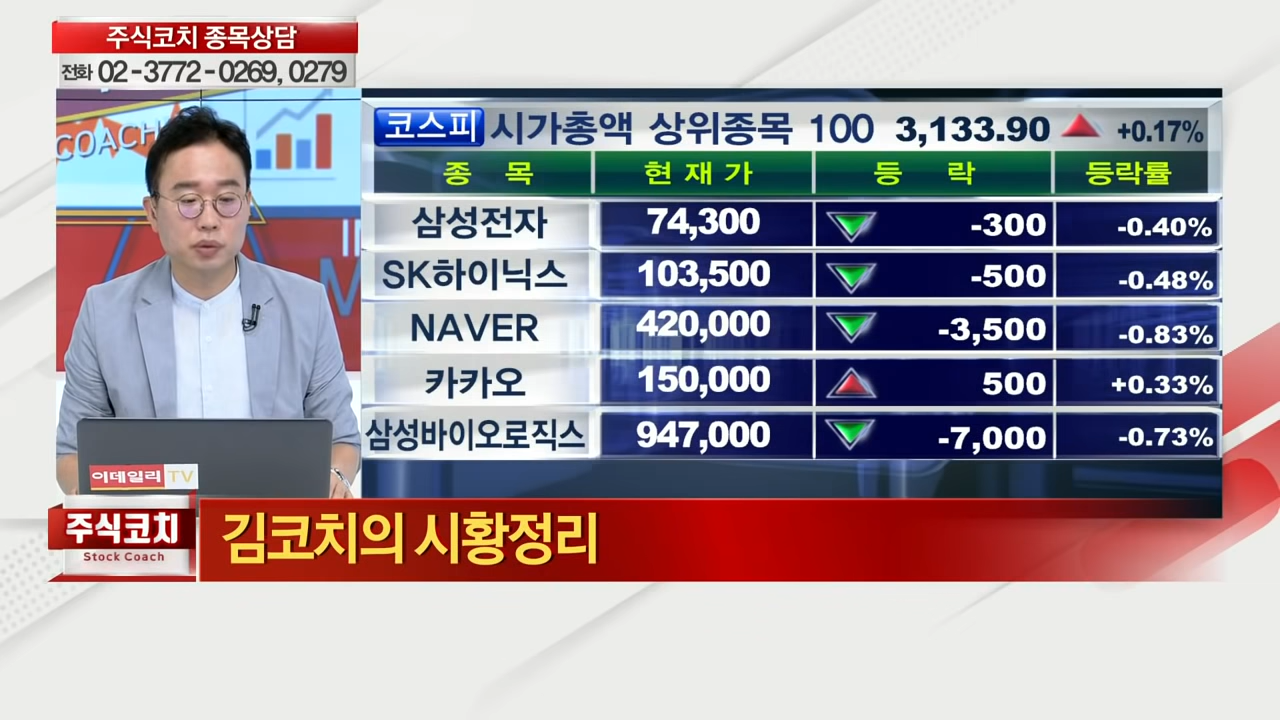 주식코치 종목상담
전화 02-3772-0269, 0279
COACH
코스피 시가총액 상위종목 100 3,133.90 ▲ +0.17%
종 목 현재가 등 락 등락률
삼성전자 74,300 ▼ -300 -0.40%
SK하이닉스 103,500 ▼ -500 -0.48%
NAVER 420,000 ▼ -3,500 -0.83%
카카오 150,000 ▲ 500 +0.33%
삼성바이오로직스 947,000 ▼ -7,000 -0.73%
이데일리 TV
주식코치
Stock Coach
김코치의 시황정리